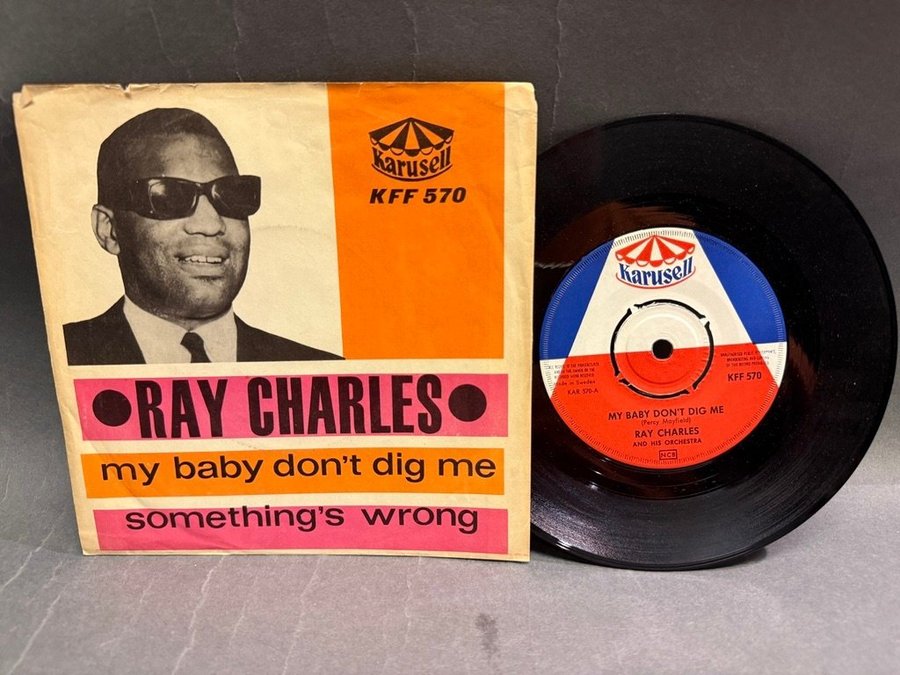 Karusell
KFF 570
RAY CHARLES
my baby don't dig me
something's wrong
Karusell
Made in Sweden
KAR 570-A
KFF 570
MY BABY DON'T DIG ME
(Percy Mayfield)
RAY CHARLES
AND HIS ORCHESTRA
NCB